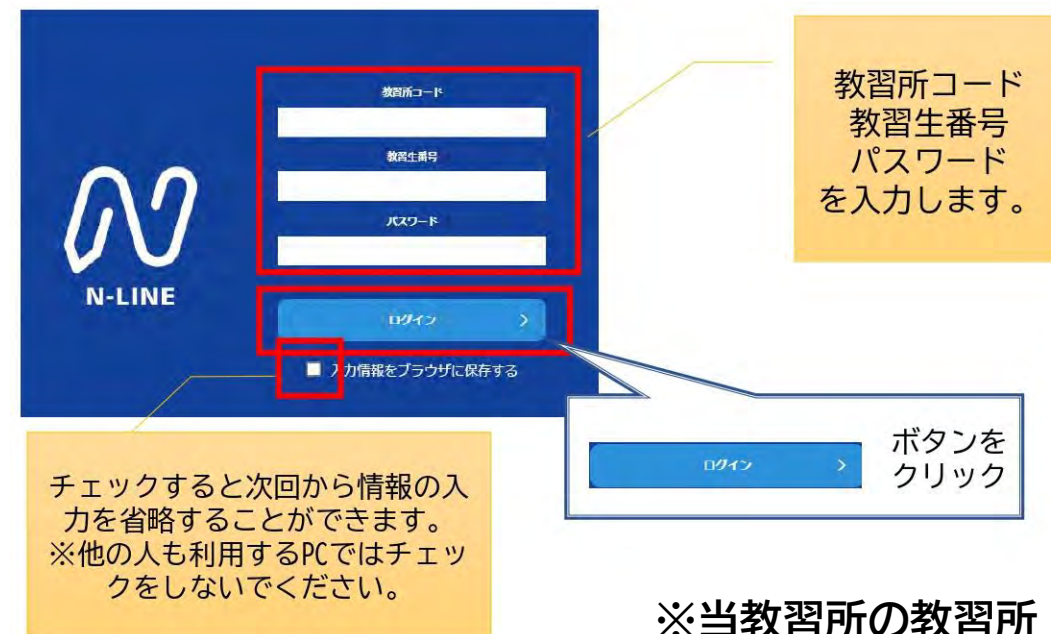 教習所コード
教習生番号
パスワード
N-LINE
ログイン
入力情報をブラウザに保存する
教習所コード
教習生番号
パスワード
を入力します。
ログイン
ボタンを
クリック
チェックすると次回から情報の入
力を省略することができます。
※他の人も利用するPCではチェッ
クをしないでください。
※当教習所の教習所